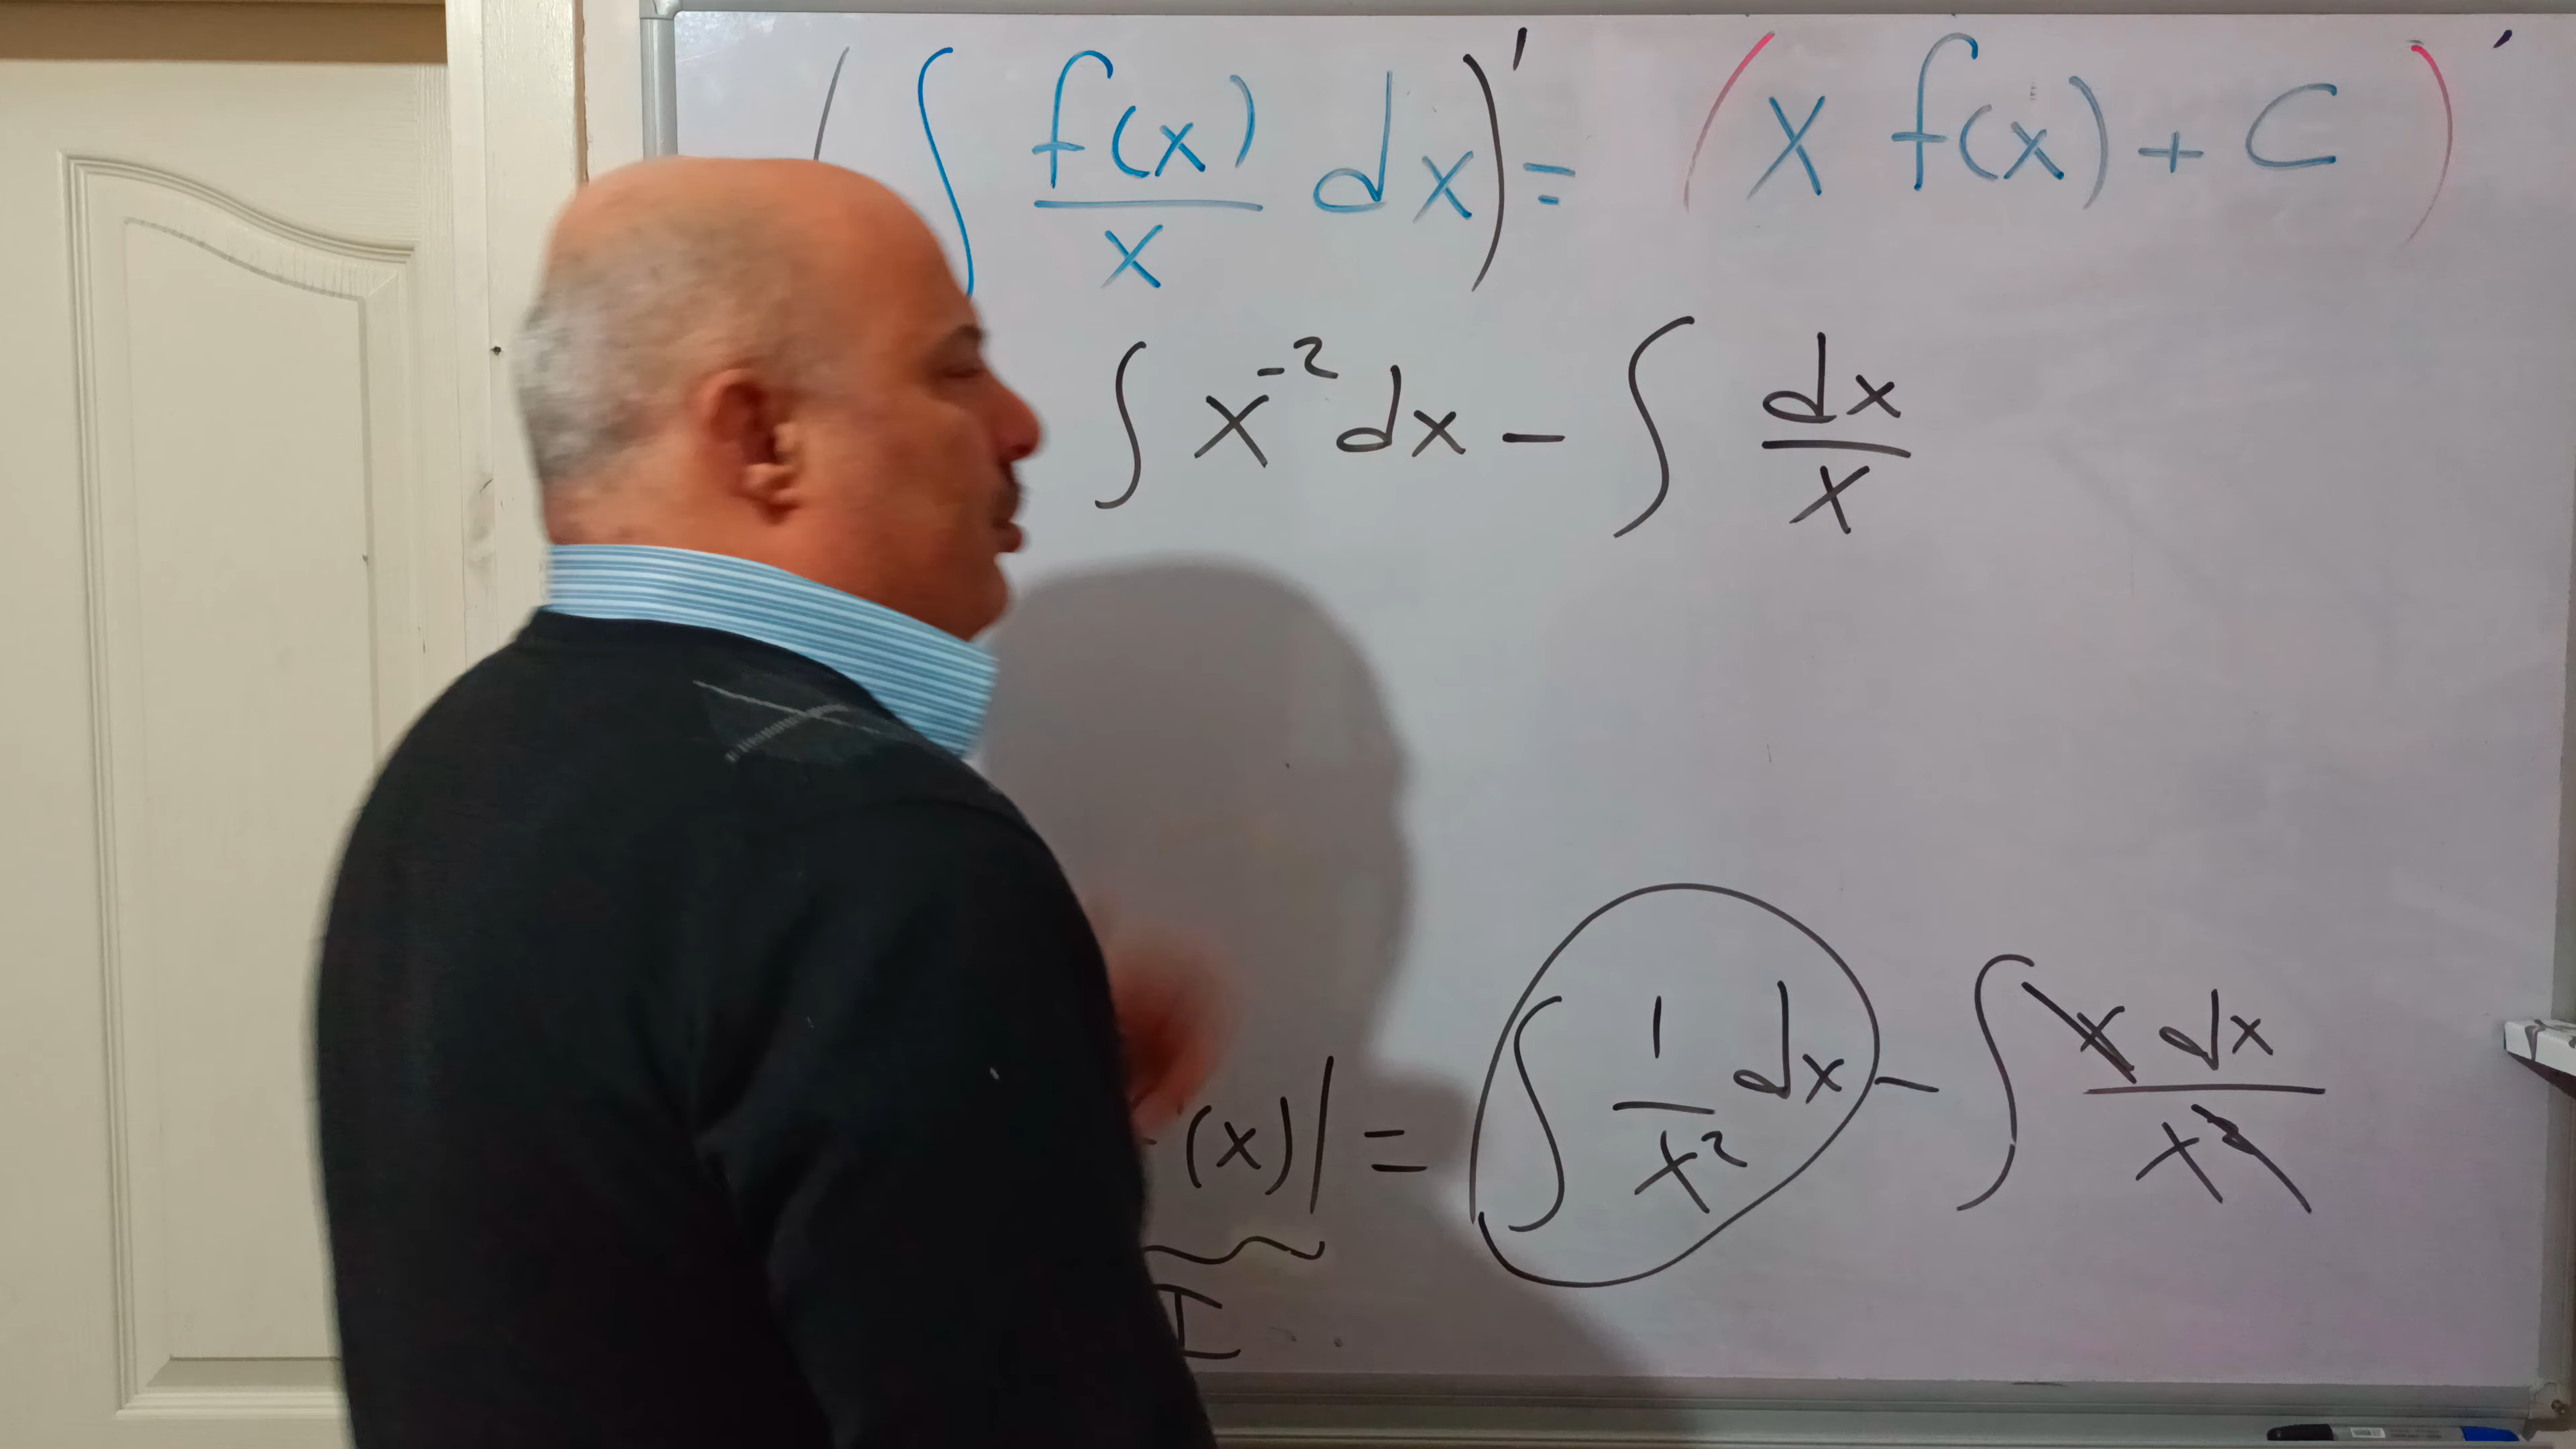 ( ∫ f(x)/x dx )' = ( x f(x) + C )'
∫ x⁻² dx − ∫ dx/x
(x)| = ∫ 1/x² dx − ∫ x dx / x²
I